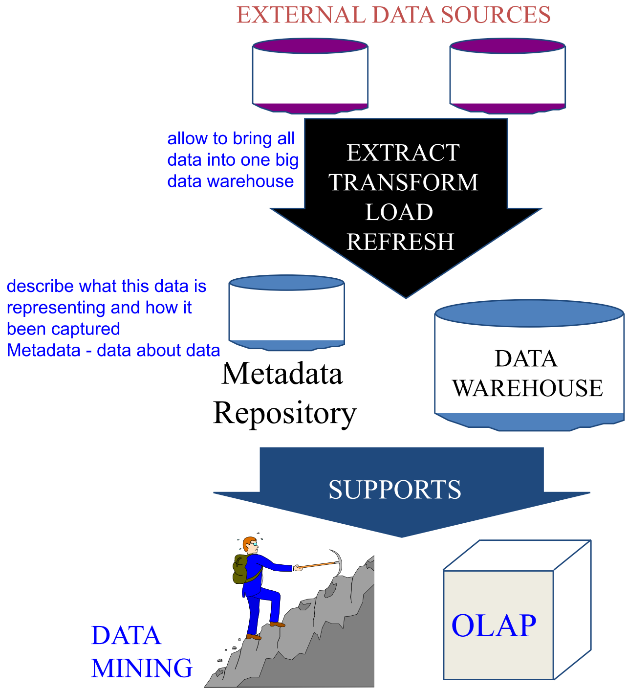 EXTERNAL DATA SOURCES
allow to bring all
data into one big
data warehouse
EXTRACT
TRANSFORM
LOAD
REFRESH
describe what this data is
representing and how it
been captured
Metadata - data about data
Metadata
Repository
DATA
WAREHOUSE
SUPPORTS
DATA
MINING
OLAP